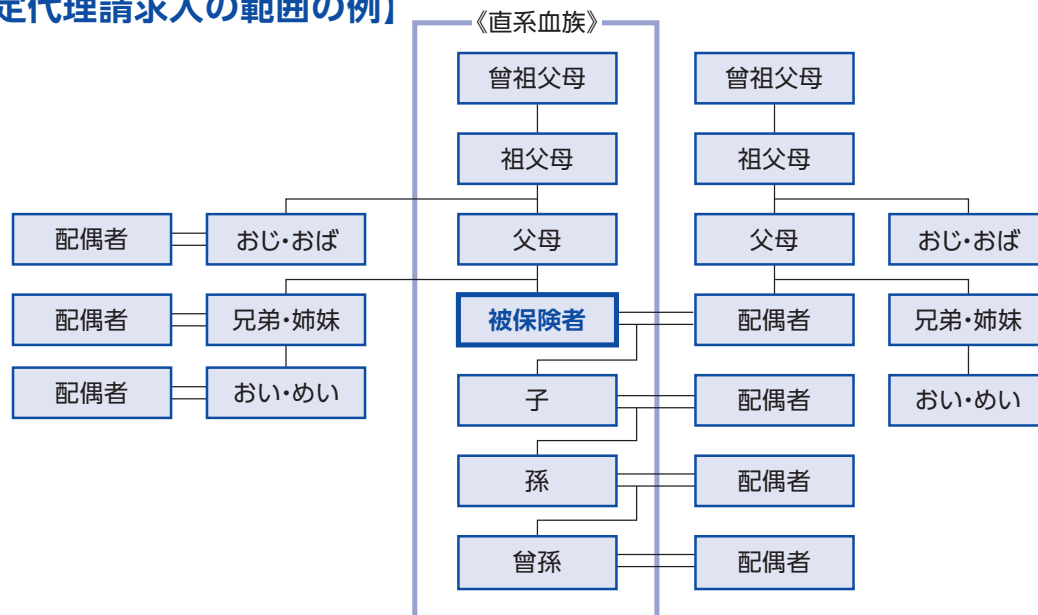 定代理請求人の範囲の例】
《直系血族》
曾祖父母 曾祖父母
祖父母 祖父母
配偶者 おじ・おば 父母 父母 おじ・おば
配偶者 兄弟・姉妹 被保険者 配偶者 兄弟・姉妹
配偶者 おい・めい 子 配偶者 おい・めい
孫 配偶者
曾孫 配偶者